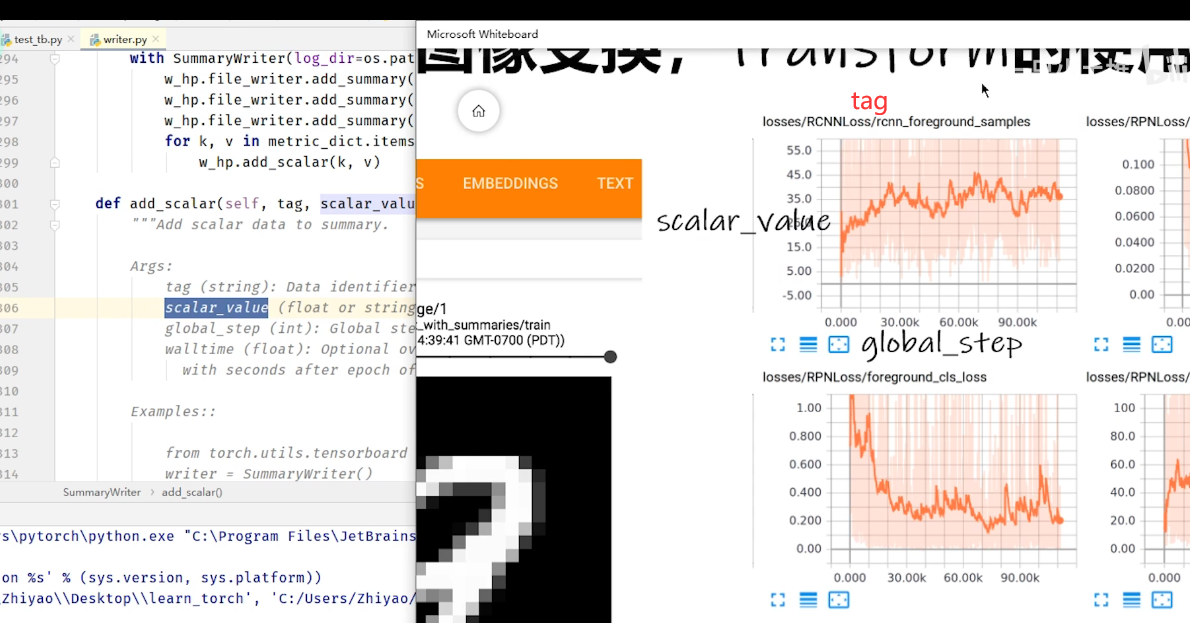 test_tb.py
writer.py
294 with SummaryWriter(log_dir=os.pat
295 w_hp.file_writer.add_summary(
296 w_hp.file_writer.add_summary(
297 w_hp.file_writer.add_summary(
298 for k, v in metric_dict.items
299 w_hp.add_scalar(k, v)
300
301 def add_scalar(self, tag, scalar_valu
302 """Add scalar data to summary.
303
304 Args:
305 tag (string): Data identifier
306 scalar_value (float or string
307 global_step (int): Global ste
308 walltime (float): Optional ov
309 with seconds after epoch of
310
311 Examples::
312
313 from torch.utils.tensorboard
314 writer = SummaryWriter()
SummaryWriter › add_scalar()
rs\pytorch\python.exe "C:\Program Files\JetBrains
on %s' % (sys.version, sys.platform))
Zhiyao\\Desktop\\learn_torch', 'C:/Users/Zhiyao/
Microsoft Whiteboard
图像变换，Transform的使用
S EMBEDDINGS TEXT
ge/1
_with_summaries/train
4:39:41 GMT-0700 (PDT))
tag
scalar_value
global_step
losses/RCNNLoss/rcnn_foreground_samples
55.0
45.0
35.0
25.0
15.0
5.00
-5.00
0.000 30.00k 60.00k 90.00k
losses/RPNLoss/
0.100
0.0800
0.0600
0.0400
0.0200
0.00
0.00
losses/RPNLoss/foreground_cls_loss
1.00
0.800
0.600
0.400
0.200
0.00
0.000 30.00k 60.00k 90.00k
losses/RPNLoss/
100
80.0
60.0
40.0
20.0
0.00
0.000